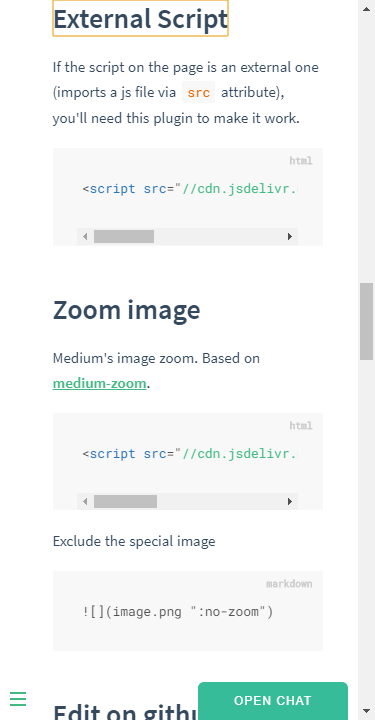 External Script
If the script on the page is an external one
(imports a js file via src attribute),
you'll need this plugin to make it work.
html
<script src="//cdn.jsdelivr.
Zoom image
Medium's image zoom. Based on
medium-zoom.
html
<script src="//cdn.jsdelivr.
Exclude the special image
markdown
![](image.png ":no-zoom")
Edit on githu
OPEN CHAT